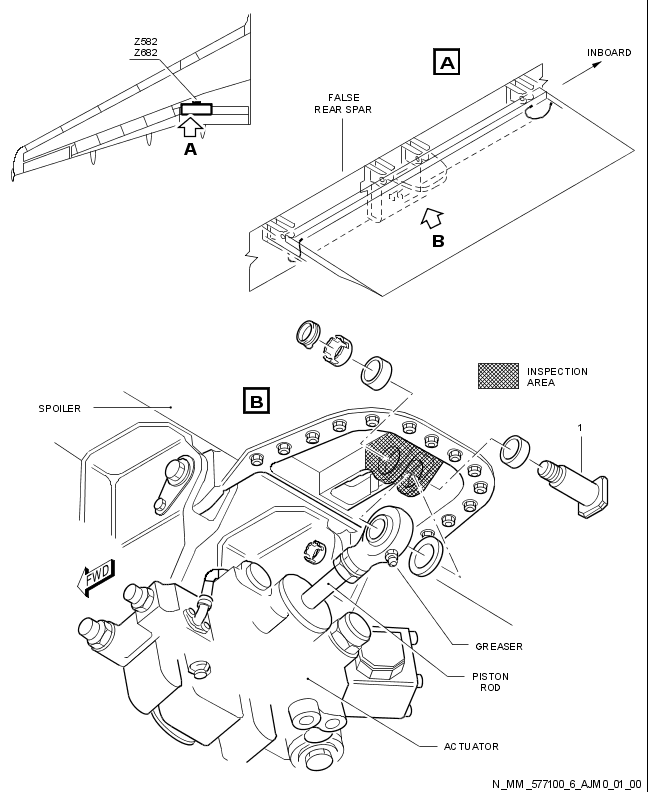 Z582
Z682
A
A
INBOARD
FALSE
REAR SPAR
B
INSPECTION
AREA
B
SPOILER
1
FWD
GREASER
PISTON
ROD
ACTUATOR
N_MM_577100_6_AJM0_01_00